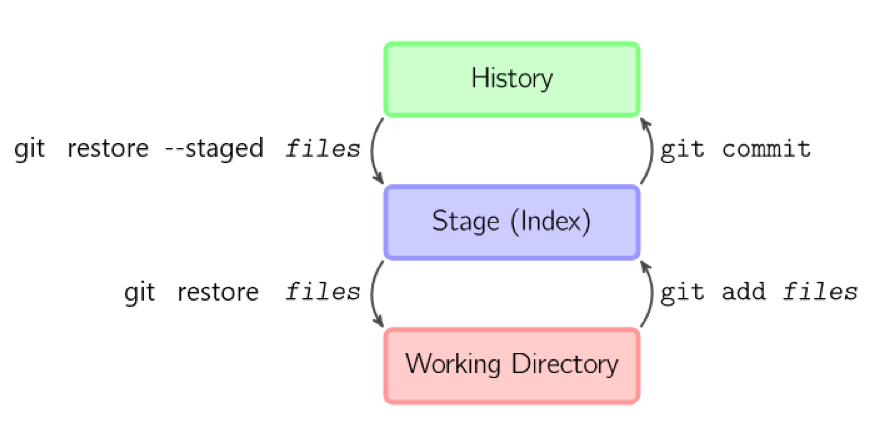 History
git restore --staged files
git commit
Stage (Index)
git restore files
git add files
Working Directory